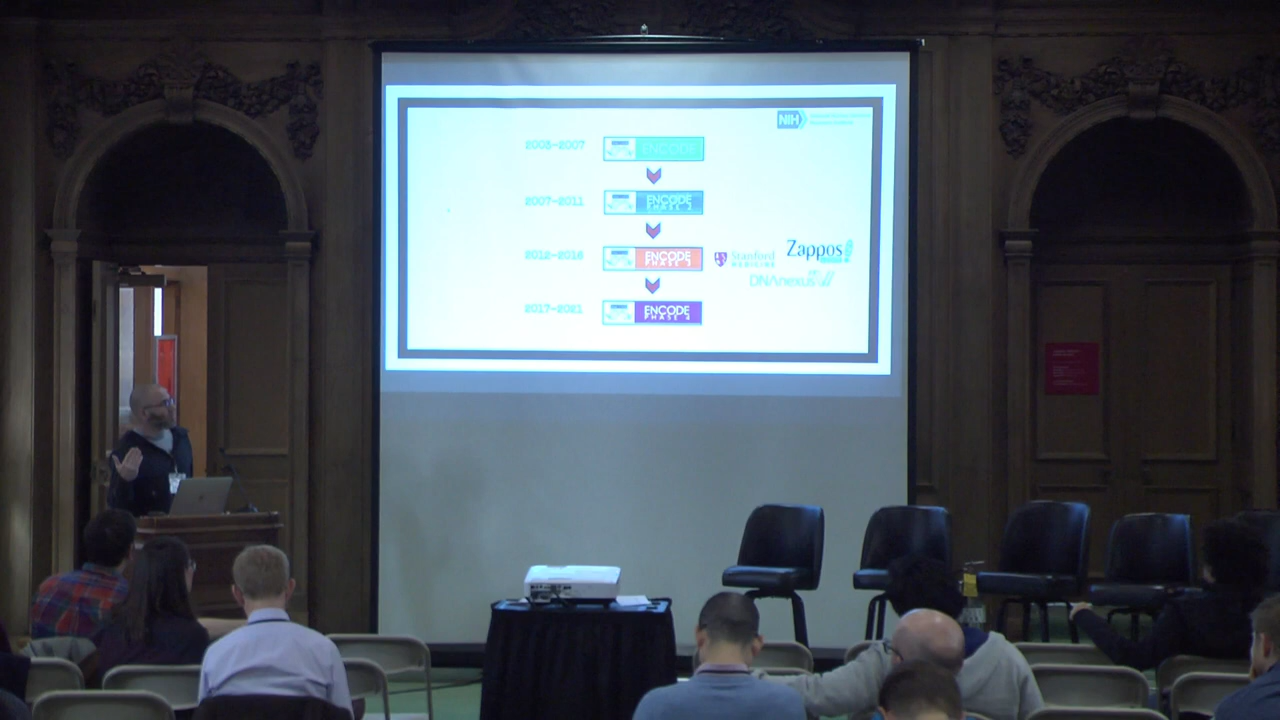 NIH
2003-2007
ENCODE
2007-2011
ENCODE
PHASE 2
2012-2016
ENCODE
PHASE 3
Stanford
MEDICINE
Zappos
DNAnexus
2017-2021
ENCODE
PHASE 4